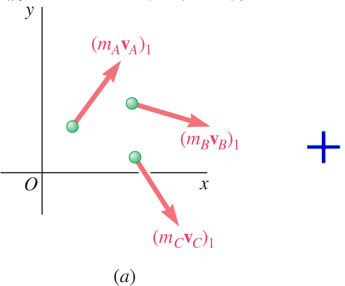 y
(m_A v_A)_1
(m_B v_B)_1
O
x
(m_C v_C)_1
(a)
+